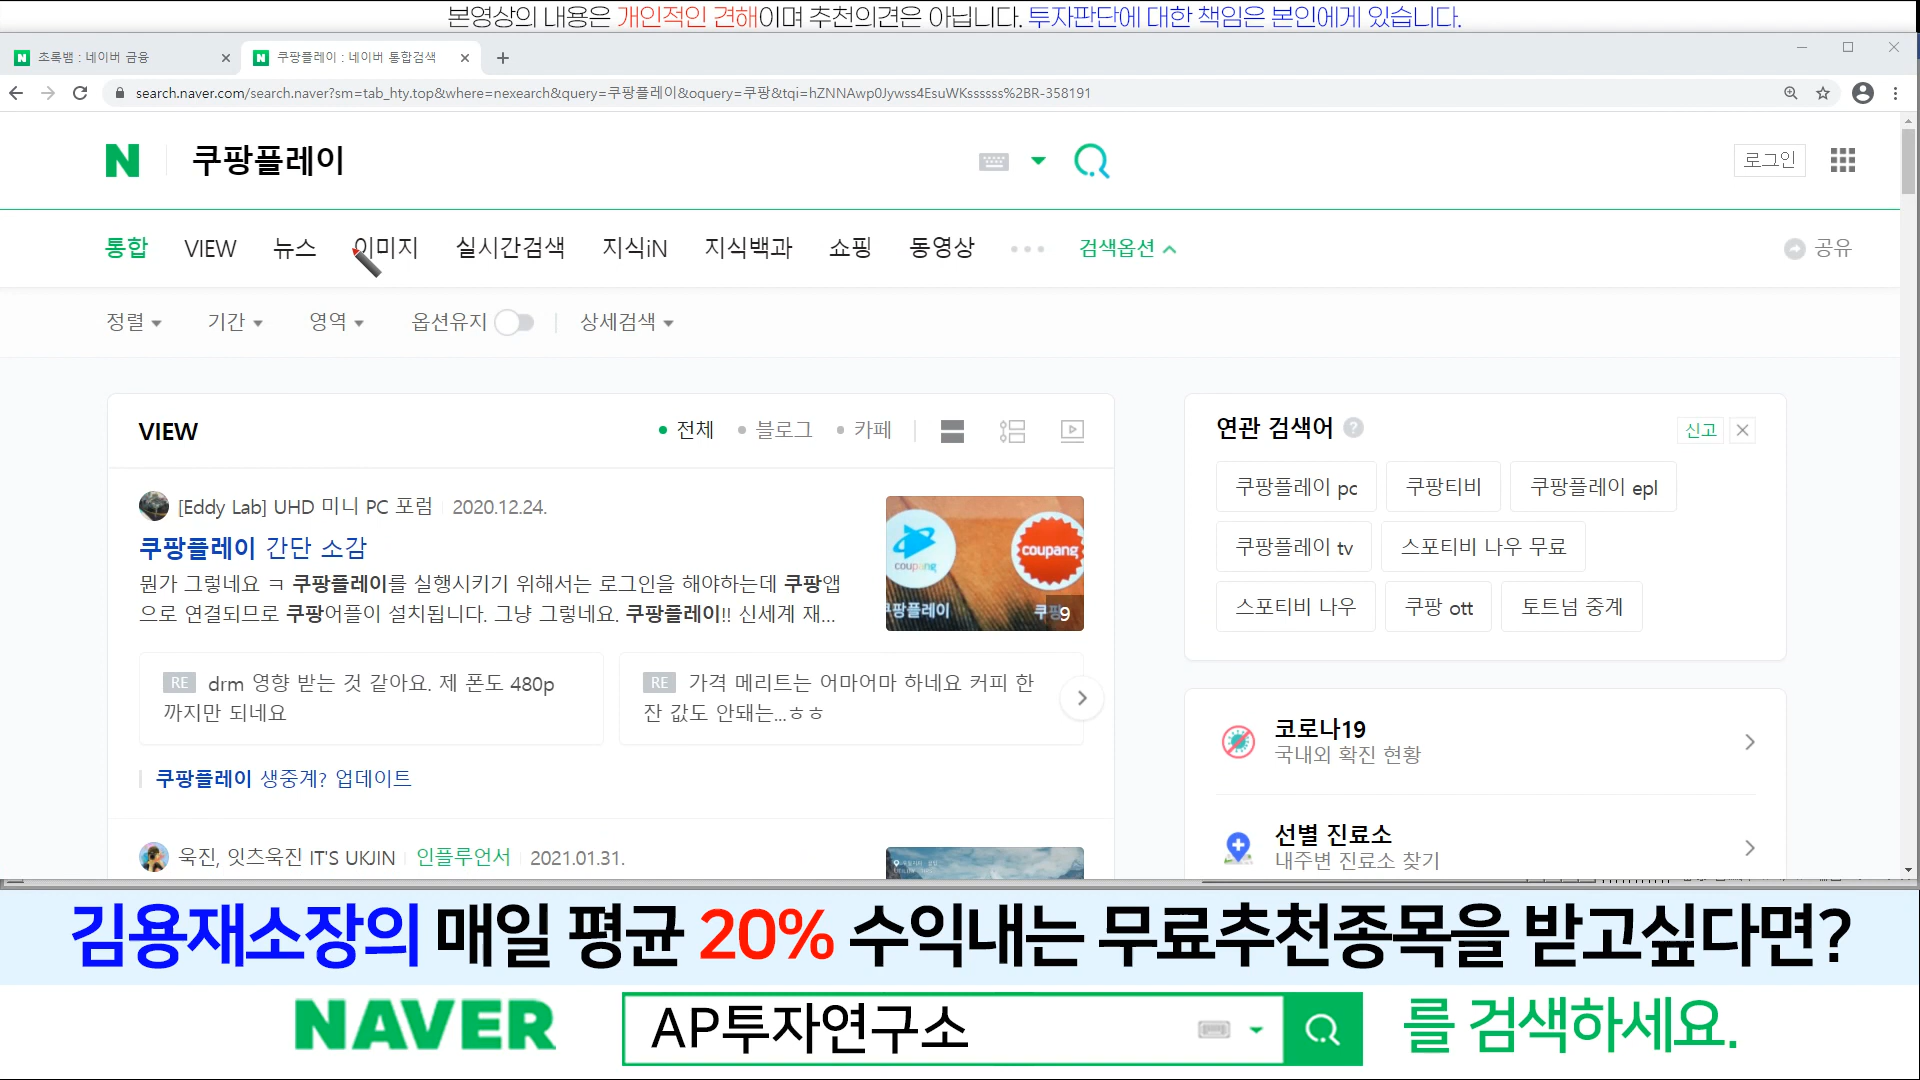 본영상의 내용은 개인적인 견해이며 추천의견은 아닙니다. 투자판단에 대한 책임은 본인에게 있습니다.
초록뱀 : 네이버 금융
쿠팡플레이 : 네이버 통합검색
search.naver.com/search.naver?sm=tab_hty.top&where=nexearch&query=쿠팡플레이&oquery=쿠팡&tqi=hZNNAwp0Jywss4EsuWKssssss%2BR-358191
N 쿠팡플레이
로그인
통합 VIEW 뉴스 이미지 실시간검색 지식iN 지식백과 쇼핑 동영상 검색옵션 공유
정렬 기간 영역 옵션유지 상세검색
VIEW 전체 블로그 카페
[Eddy Lab] UHD 미니 PC 포럼 2020.12.24.
쿠팡플레이 간단 소감
뭔가 그렇네요 ㅋ 쿠팡플레이를 실행시키기 위해서는 로그인을 해야하는데 쿠팡앱
으로 연결되므로 쿠팡어플이 설치됩니다. 그냥 그렇네요. 쿠팡플레이!! 신세계 재...
coupang
coupang
쿠팡플레이
쿠팡
9
RE drm 영향 받는 것 같아요. 제 폰도 480p
까지만 되네요
RE 가격 메리트는 어마어마 하네요 커피 한
잔 값도 안돼는...ㅎㅎ
쿠팡플레이 생중계? 업데이트
욱진, 잇츠욱진 IT'S UKJIN 인플루언서 2021.01.31.
연관 검색어 신고
쿠팡플레이 pc 쿠팡티비 쿠팡플레이 epl
쿠팡플레이 tv 스포티비 나우 무료
스포티비 나우 쿠팡 ott 토트넘 중계
코로나19
국내외 확진 현황
선별 진료소
내주변 진료소 찾기
김용재소장의 매일 평균 20% 수익내는 무료추천종목을 받고싶다면?
NAVER AP투자연구소 를 검색하세요.